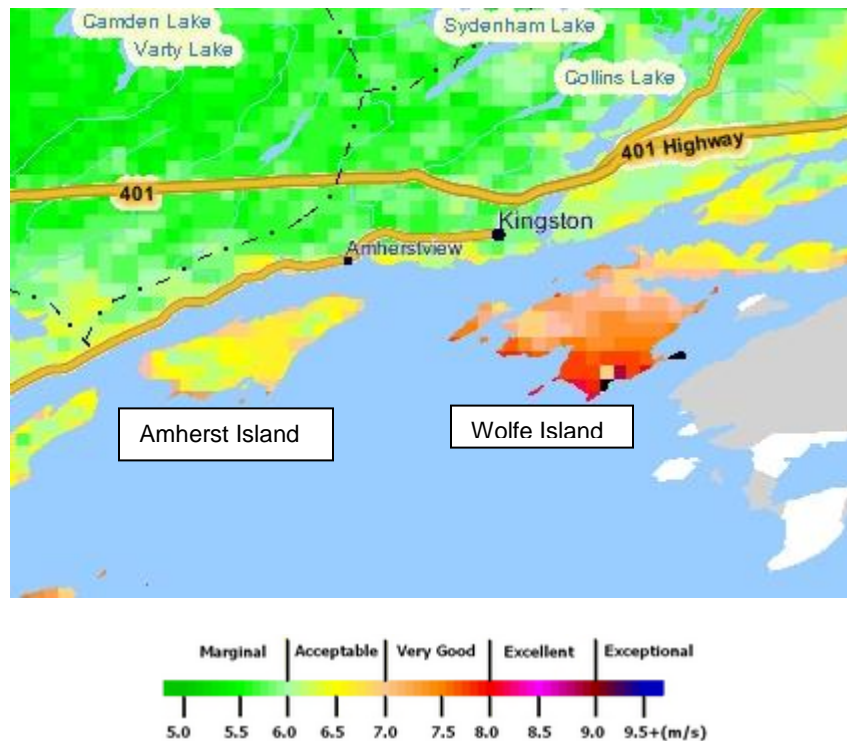 Camden Lake
Varty Lake
Sydenham Lake
Collins Lake
401 Highway
401
Kingston
Amherstview
Amherst Island
Wolfe Island
Marginal Acceptable Very Good Excellent Exceptional
5.0 5.5 6.0 6.5 7.0 7.5 8.0 8.5 9.0 9.5+(m/s)